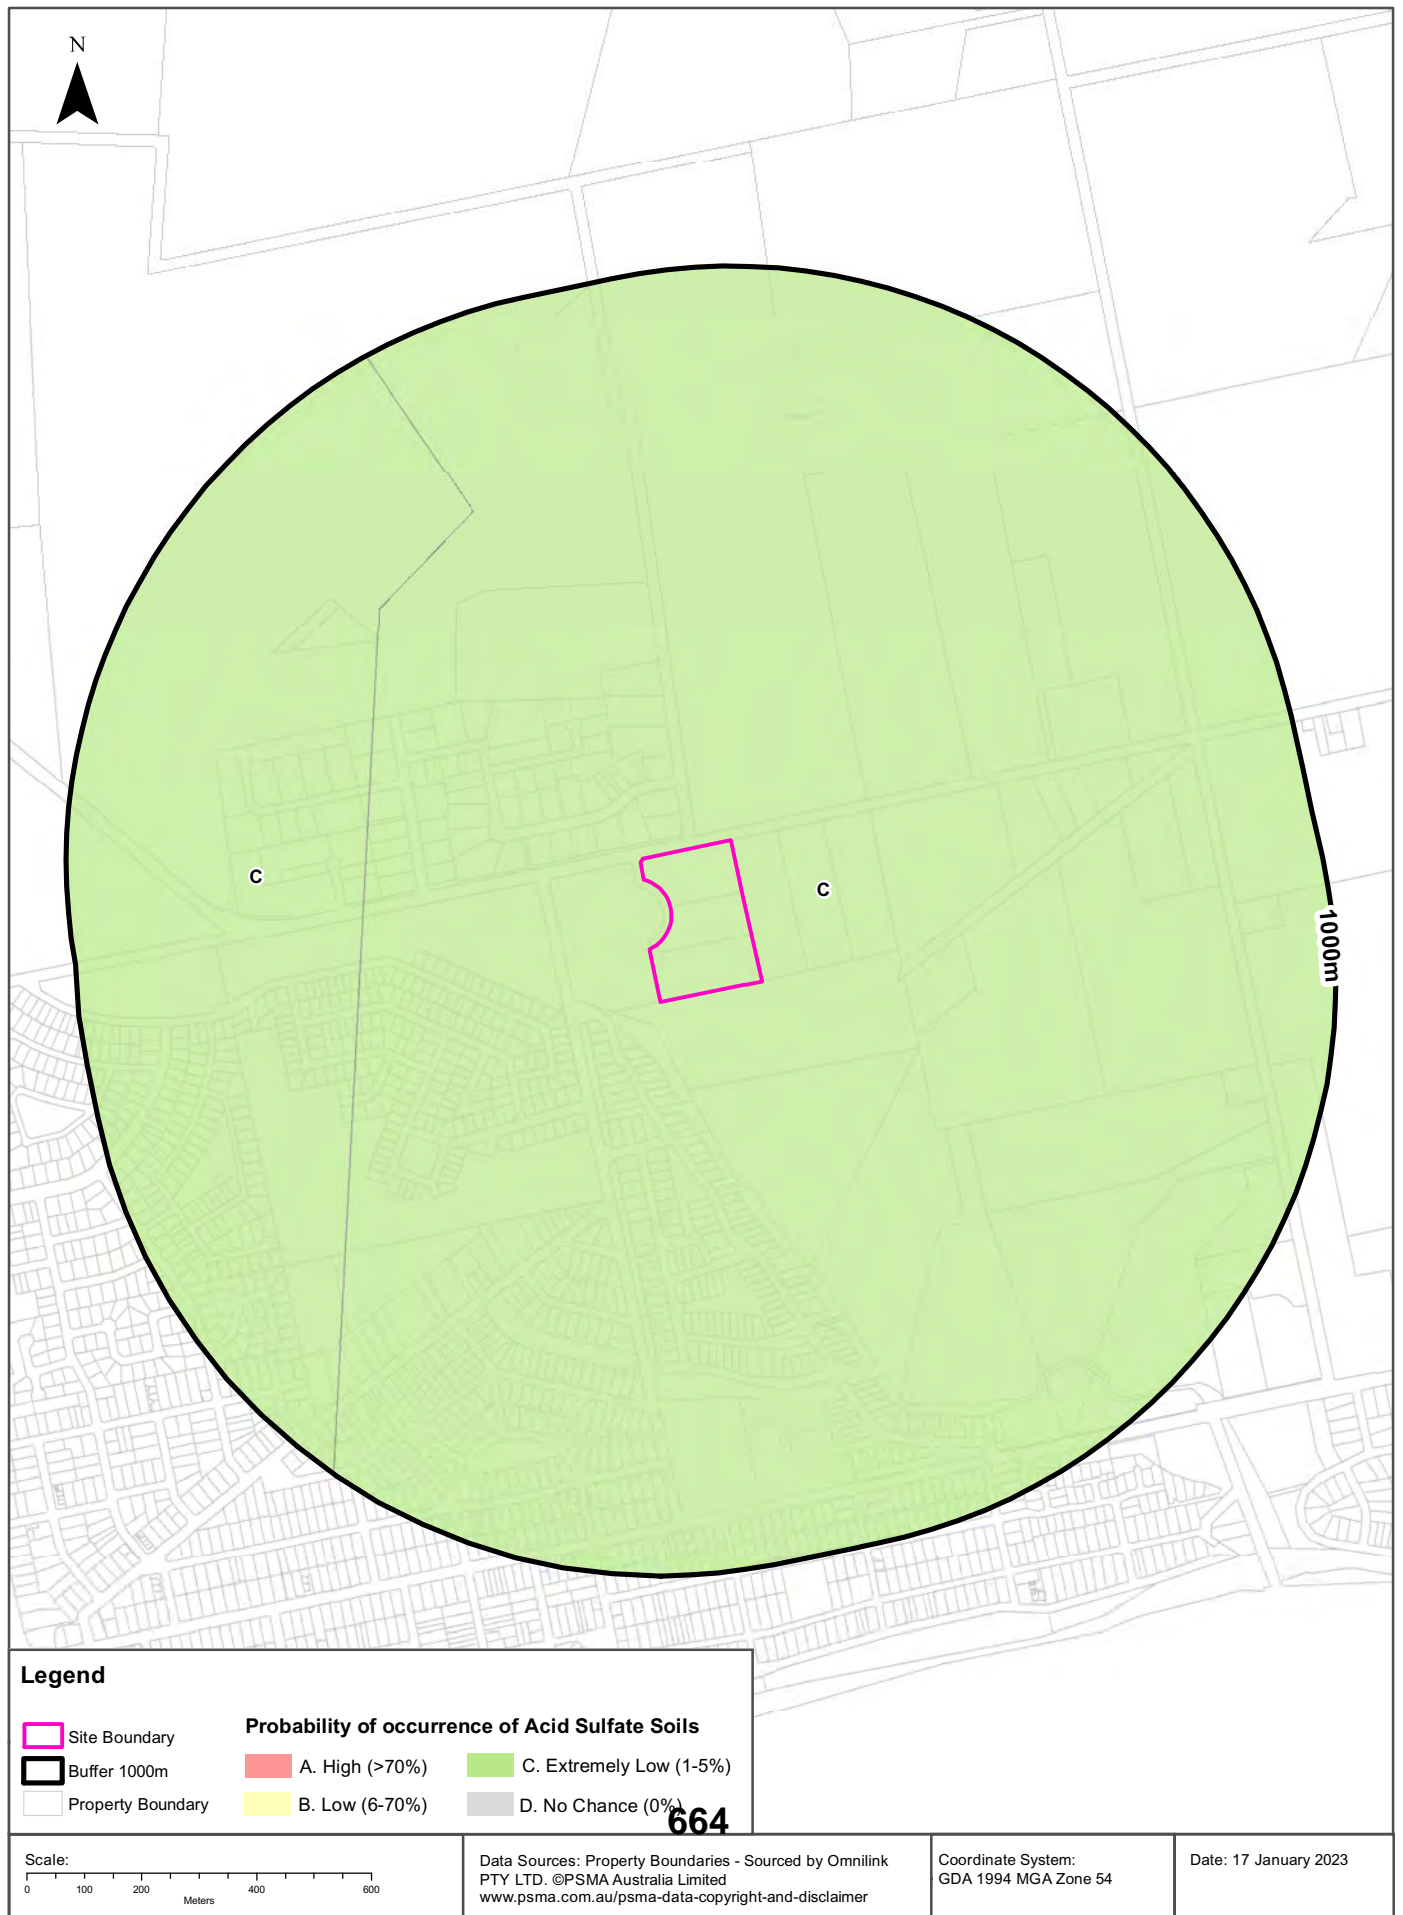 N
C
C
1000m
Legend
Site Boundary
Buffer 1000m
Property Boundary
Probability of occurrence of Acid Sulfate Soils
A. High (>70%)
B. Low (6-70%)
C. Extremely Low (1-5%)
D. No Chance (0%)
664
Scale:
0 100 200 400 600
Meters
Data Sources: Property Boundaries - Sourced by Omnilink
PTY LTD. ©PSMA Australia Limited
www.psma.com.au/psma-data-copyright-and-disclaimer
Coordinate System:
GDA 1994 MGA Zone 54
Date: 17 January 2023